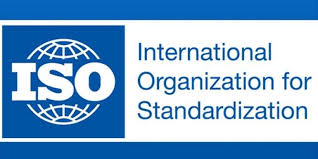 ISO
International
Organization for
Standardization